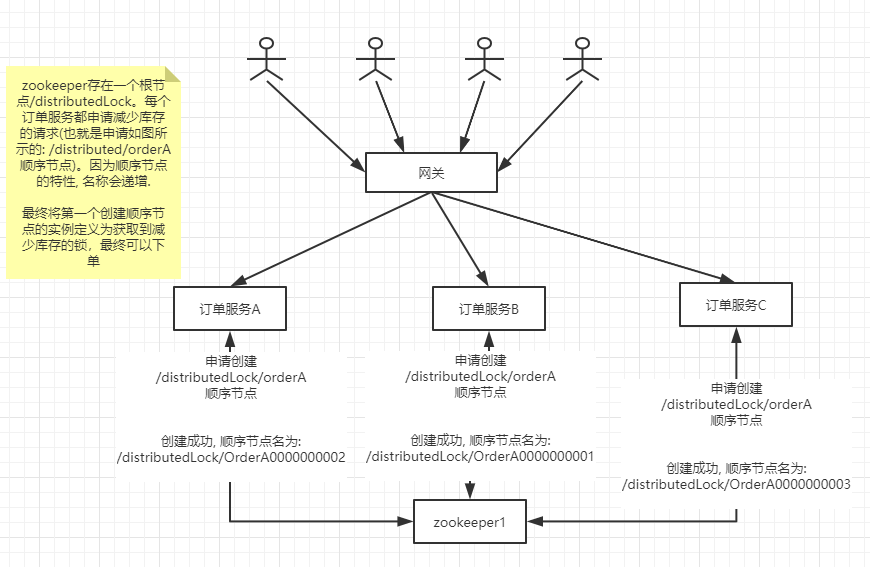 zookeeper存在一个根节
点/distributedLock。每个
订单服务都申请减少库存
的请求(也就是申请如图所
示的: /distributed/orderA
顺序节点)。因为顺序节点
的特性, 名称会递增.
最终将第一个创建顺序节
点的实例定义为获取到减
少库存的锁，最终可以下
单
网关
订单服务A
订单服务B
订单服务C
申请创建
/distributedLock/orderA
顺序节点
创建成功, 顺序节点名为:
/distributedLock/OrderA0000000002
申请创建
/distributedLock/orderA
顺序节点
创建成功, 顺序节点名为:
/distributedLock/OrderA0000000001
申请创建
/distributedLock/orderA
顺序节点
创建成功, 顺序节点名为:
/distributedLock/OrderA0000000003
zookeeper1